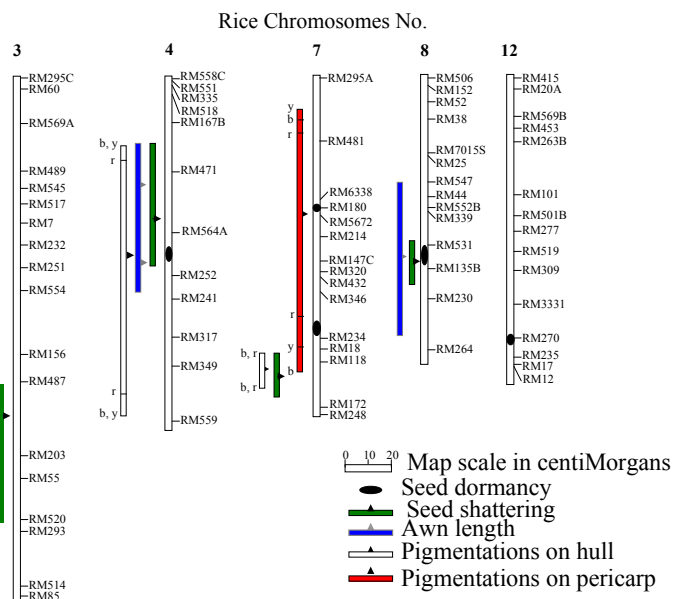 Rice Chromosomes No.
3
4
7
8
12
RM295C
RM60
RM569A
RM489
RM545
RM517
RM7
RM232
RM251
RM554
RM156
RM487
RM203
RM55
RM520
RM293
RM514
RM85
b, y
r
r
b, y
RM558C
RM551
RM335
RM518
RM167B
RM471
RM564A
RM252
RM241
RM317
RM349
RM559
b, r
b, r
y
b
r
r
y
b
RM295A
RM481
RM6338
RM180
RM5672
RM214
RM147C
RM320
RM432
RM346
RM234
RM18
RM118
RM172
RM248
RM506
RM152
RM52
RM38
RM7015S
RM25
RM547
RM44
RM552B
RM339
RM531
RM135B
RM230
RM264
RM415
RM20A
RM569B
RM453
RM263B
RM101
RM501B
RM277
RM519
RM309
RM3331
RM270
RM235
RM17
RM12
0 10 20
Map scale in centiMorgans
Seed dormancy
Seed shattering
Awn length
Pigmentations on hull
Pigmentations on pericarp